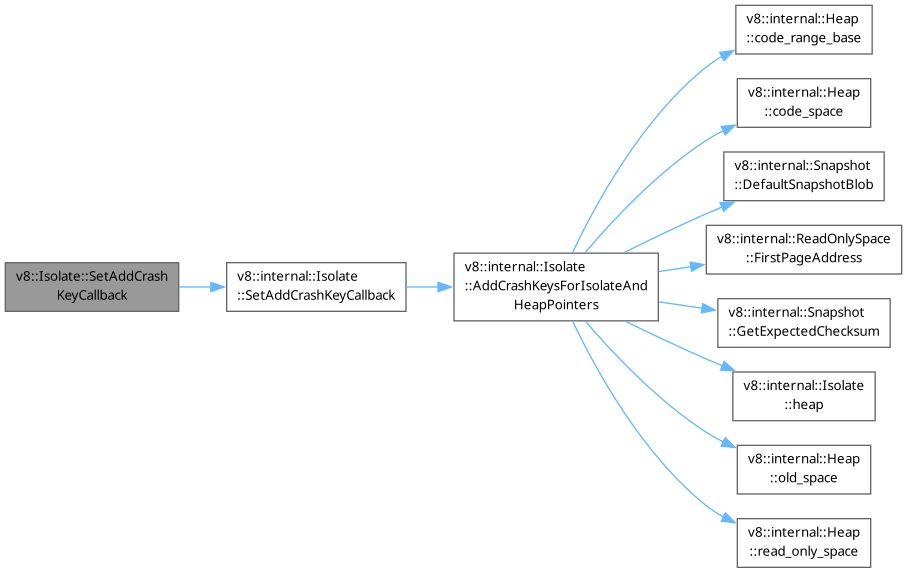 v8::Isolate::SetAddCrash
KeyCallback
v8::internal::Isolate
::SetAddCrashKeyCallback
v8::internal::Isolate
::AddCrashKeysForIsolateAnd
HeapPointers
v8::internal::Heap
::code_range_base
v8::internal::Heap
::code_space
v8::internal::Snapshot
::DefaultSnapshotBlob
v8::internal::ReadOnlySpace
::FirstPageAddress
v8::internal::Snapshot
::GetExpectedChecksum
v8::internal::Isolate
::heap
v8::internal::Heap
::old_space
v8::internal::Heap
::read_only_space